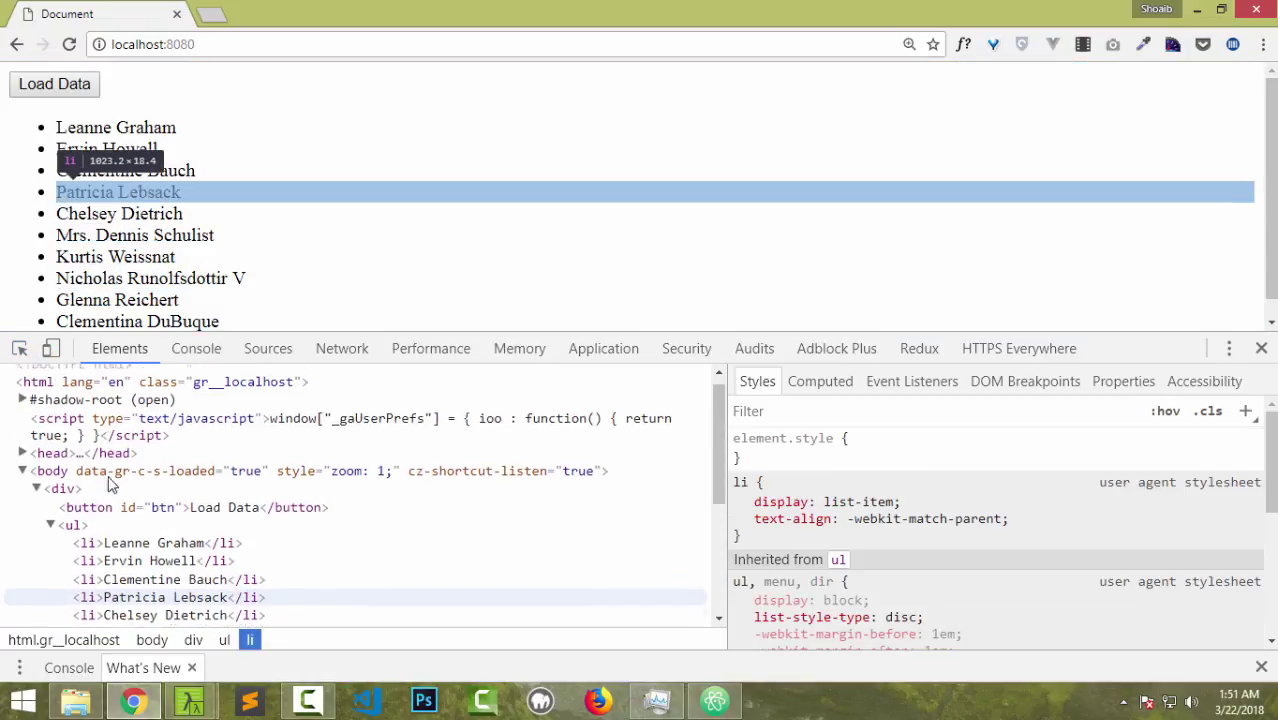 Document
Shoaib
localhost:8080
f?
Load Data
Leanne Graham
Ervin Howell
li 1023.2×18.4
Clementine Bauch
Patricia Lebsack
Chelsey Dietrich
Mrs. Dennis Schulist
Kurtis Weissnat
Nicholas Runolfsdottir V
Glenna Reichert
Clementina DuBuque
Elements Console Sources Network Performance Memory Application Security Audits Adblock Plus Redux HTTPS Everywhere
<!DOCTYPE html>
<html lang="en" class="gr__localhost">
#shadow-root (open)
<script type="text/javascript">window["_gaUserPrefs"] = { ioo : function() { return
true; } }</script>
<head>…</head>
<body data-gr-c-s-loaded="true" style="zoom: 1;" cz-shortcut-listen="true">
<div>
<button id="btn">Load Data</button>
<ul>
<li>Leanne Graham</li>
<li>Ervin Howell</li>
<li>Clementine Bauch</li>
<li>Patricia Lebsack</li>
<li>Chelsey Dietrich</li>
html.gr__localhost body div ul li
Styles Computed Event Listeners DOM Breakpoints Properties Accessibility
Filter :hov .cls +
element.style {
}
li { user agent stylesheet
display: list-item;
text-align: -webkit-match-parent;
}
Inherited from ul
ul, menu, dir { user agent stylesheet
display: block;
list-style-type: disc;
-webkit-margin-before: 1em;
-webkit-margin-after: 1em;
Console What's New
Ps
1:51 AM
3/22/2018